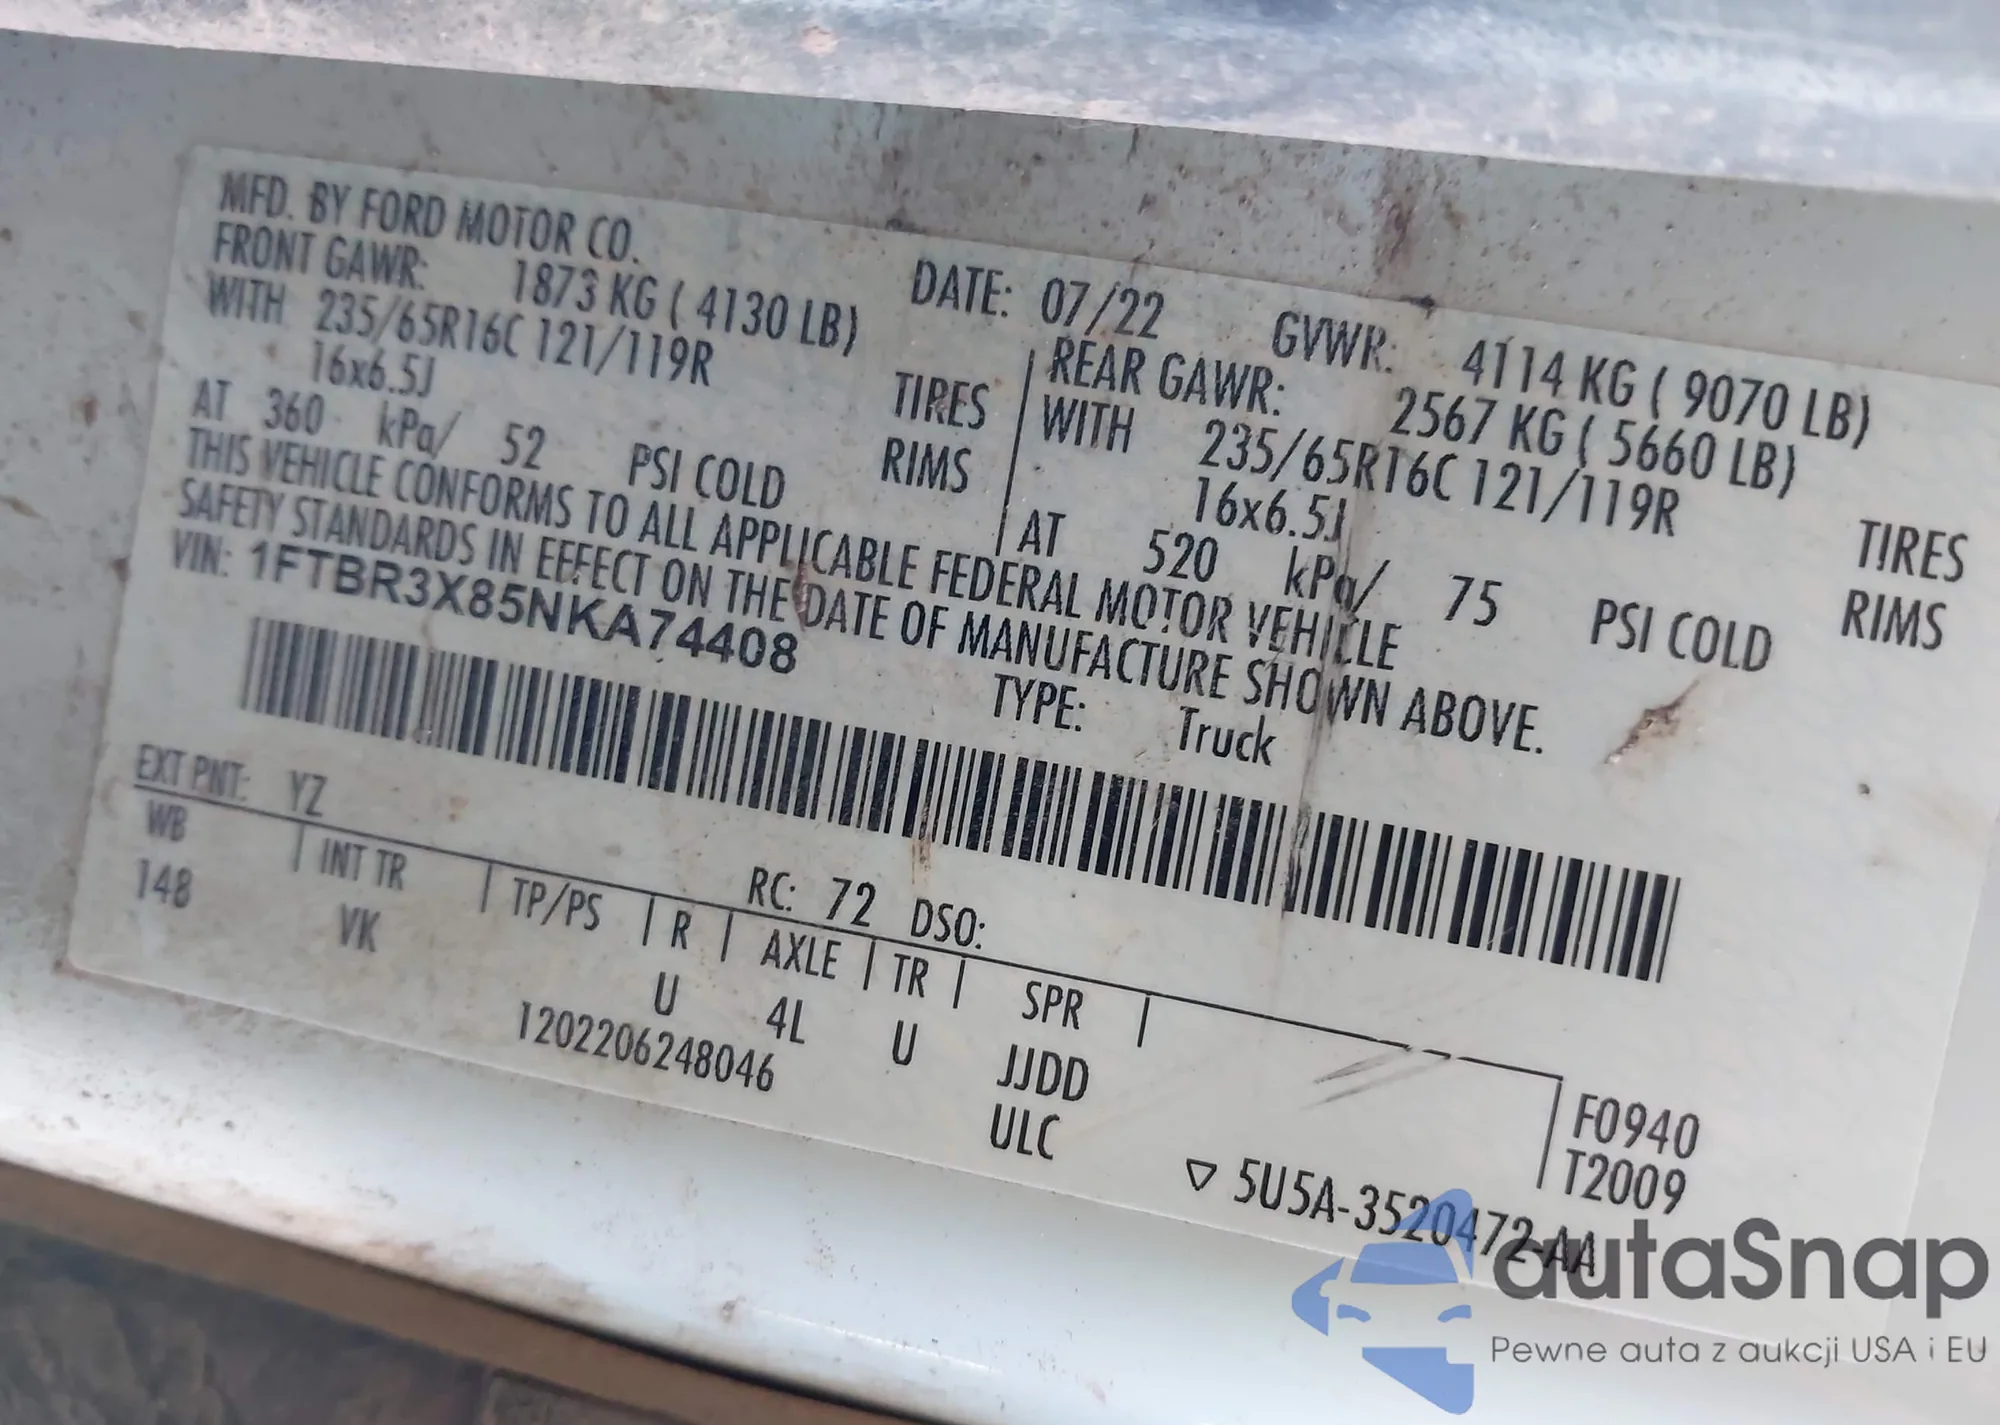 MFD. BY FORD MOTOR CO.
DATE: 07/22 GVWR: 4114 KG ( 9070 LB)
FRONT GAWR: 1873 KG ( 4130 LB)
REAR GAWR: 2567 KG ( 5660 LB)
WITH 235/65R16C 121/119R TIRES
WITH 235/65R16C 121/119R TIRES
16x6.5J RIMS
16x6.5J RIMS
AT 360 kPa/ 52 PSI COLD
AT 520 kPa/ 75 PSI COLD
THIS VEHICLE CONFORMS TO ALL APPLICABLE FEDERAL MOTOR VEHICLE
SAFETY STANDARDS IN EFFECT ON THE DATE OF MANUFACTURE SHOWN ABOVE.
VIN: 1FTBR3X85NKA74408
TYPE: Truck
EXT PNT: YZ RC: 72 DSO:
WB | INT TR | TP/PS | R | AXLE | TR | SPR |
148 VK U 4L U JJDD
F0940
T2009
1202206248046 ULC
▽ 5U5A-3520472-AA
autaSnap
Pewne auta z aukcji USA i EU